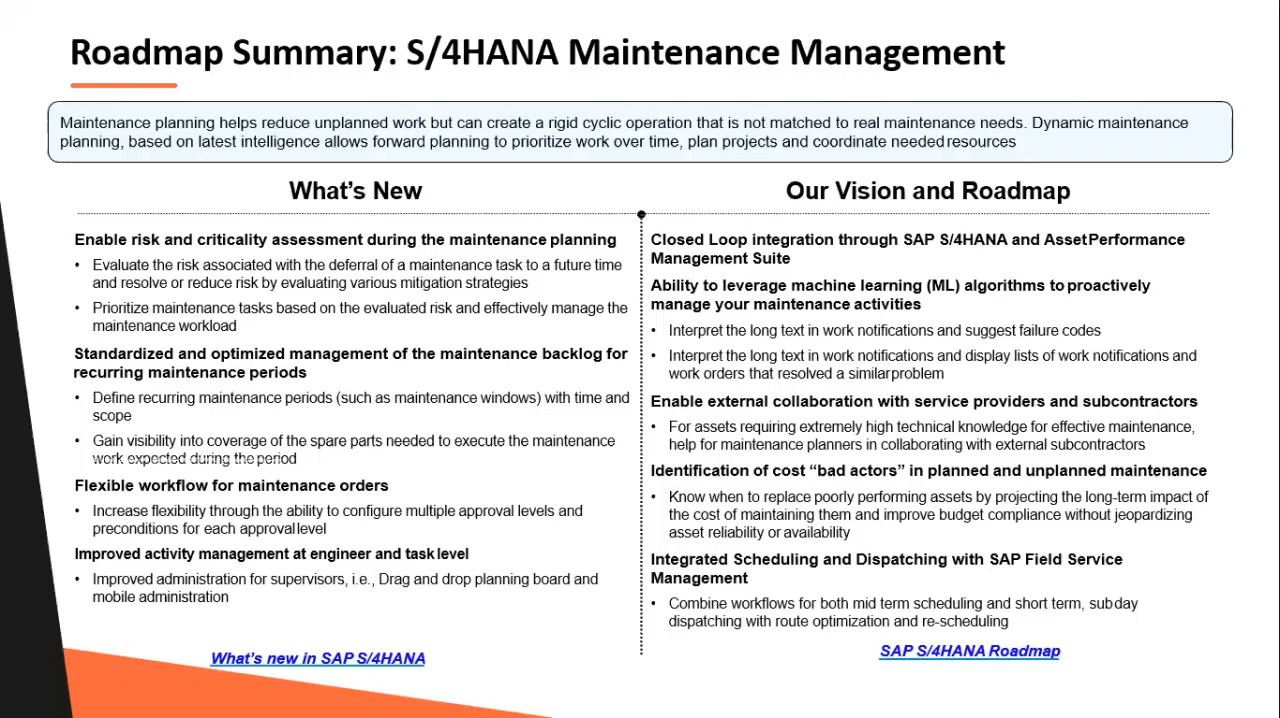 Roadmap Summary: S/4HANA Maintenance Management
Maintenance planning helps reduce unplanned work but can create a rigid cyclic operation that is not matched to real maintenance needs. Dynamic maintenance
planning, based on latest intelligence allows forward planning to prioritize work over time, plan projects and coordinate needed resources
What's New
Enable risk and criticality assessment during the maintenance planning
• Evaluate the risk associated with the deferral of a maintenance task to a future time
and resolve or reduce risk by evaluating various mitigation strategies
• Prioritize maintenance tasks based on the evaluated risk and effectively manage the
maintenance workload
Standardized and optimized management of the maintenance backlog for
recurring maintenance periods
• Define recurring maintenance periods (such as maintenance windows) with time and
scope
• Gain visibility into coverage of the spare parts needed to execute the maintenance
work expected during the period
Flexible workflow for maintenance orders
• Increase flexibility through the ability to configure multiple approval levels and
preconditions for each approval level
Improved activity management at engineer and task level
• Improved administration for supervisors, i.e., Drag and drop planning board and
mobile administration
What's new in SAP S/4HANA
Our Vision and Roadmap
Closed Loop integration through SAP S/4HANA and Asset Performance
Management Suite
Ability to leverage machine learning (ML) algorithms to proactively
manage your maintenance activities
• Interpret the long text in work notifications and suggest failure codes
• Interpret the long text in work notifications and display lists of work notifications and
work orders that resolved a similar problem
Enable external collaboration with service providers and subcontractors
• For assets requiring extremely high technical knowledge for effective maintenance,
help for maintenance planners in collaborating with external subcontractors
Identification of cost “bad actors” in planned and unplanned maintenance
• Know when to replace poorly performing assets by projecting the long-term impact of
the cost of maintaining them and improve budget compliance without jeopardizing
asset reliability or availability
Integrated Scheduling and Dispatching with SAP Field Service
Management
• Combine workflows for both mid term scheduling and short term, sub day
dispatching with route optimization and re-scheduling
SAP S/4HANA Roadmap